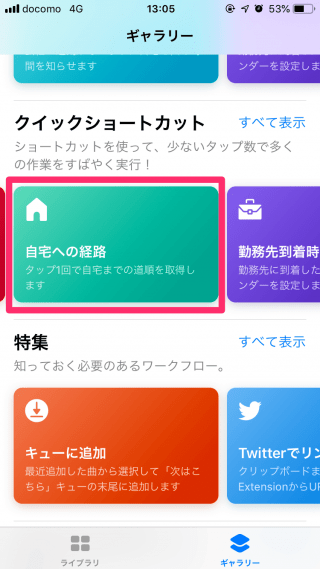 docomo 4G 13:05 53%
ギャラリー
間を知らせます
ンダーを設定しま
クイックショートカット すべて表示
ショートカットを使って、少ないタップ数で多く
の作業をすばやく実行！
自宅への経路
タップ1回で自宅までの道順を取得し
ます
勤務先到着時
勤務先に到着した
ンダーを設定しま
特集 すべて表示
知っておく必要のあるワークフロー。
キューに追加
最近追加した曲から選択して「次はこ
ちら」キューの末尾に追加します
Twitterでリン
クリップボードま
ExtensionからU
ライブラリ
ギャラリー